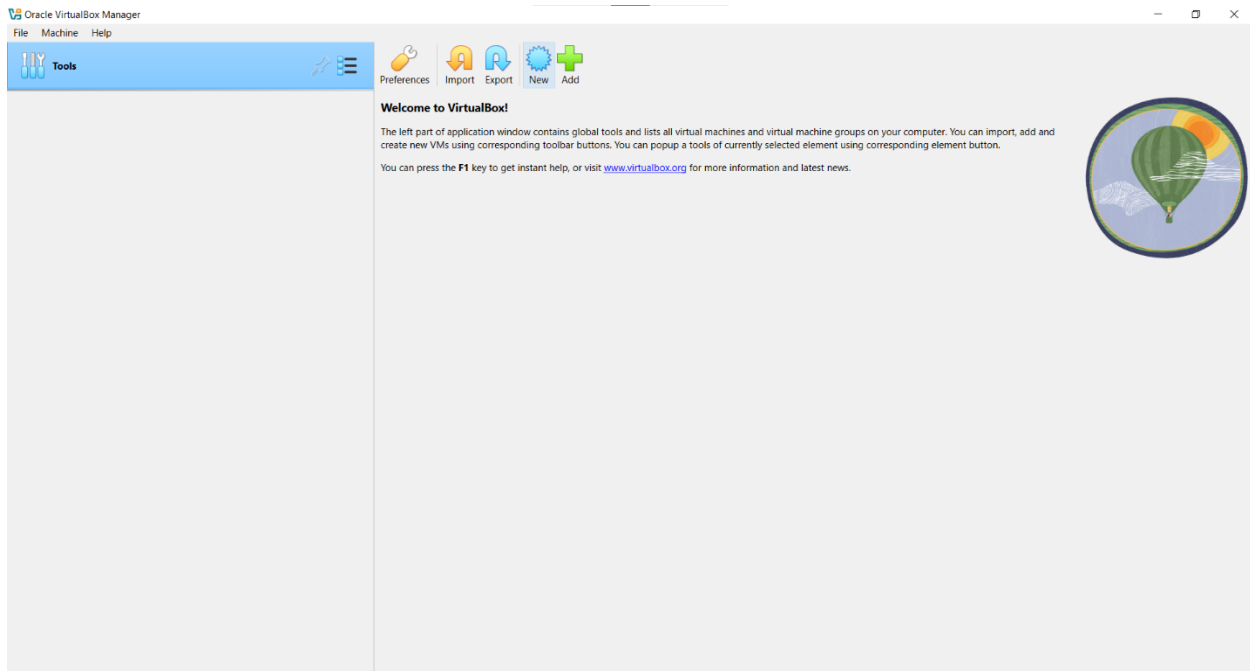 Oracle VirtualBox Manager
File Machine Help
Tools
Preferences Import Export New Add
Welcome to VirtualBox!
The left part of application window contains global tools and lists all virtual machines and virtual machine groups on your computer. You can import, add and
create new VMs using corresponding toolbar buttons. You can popup a tools of currently selected element using corresponding element button.
You can press the F1 key to get instant help, or visit www.virtualbox.org for more information and latest news.